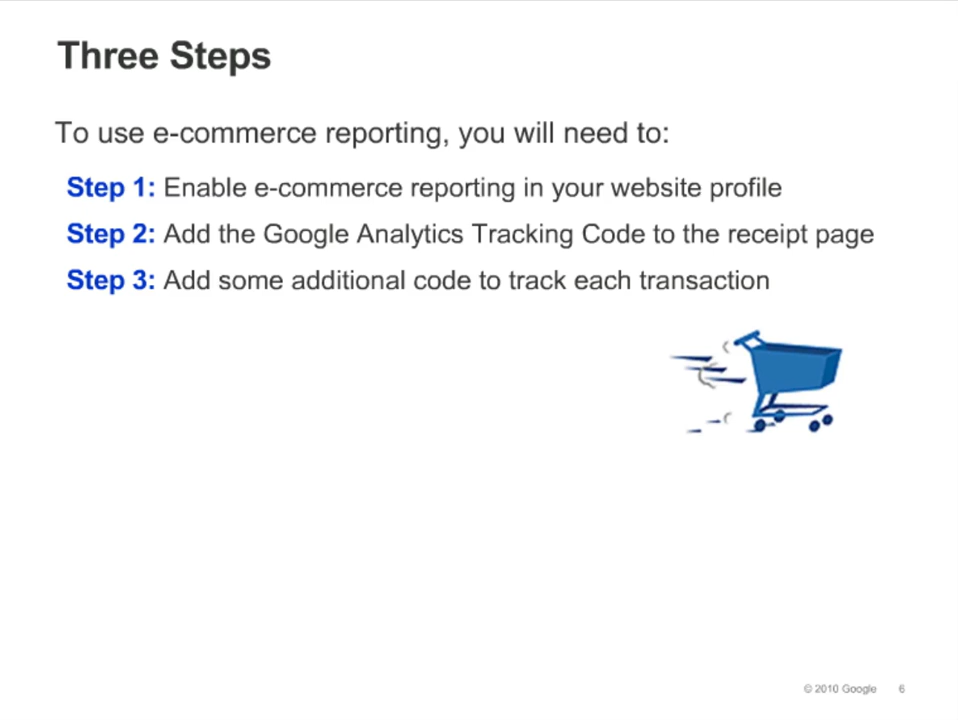 Three Steps
To use e-commerce reporting, you will need to:
Step 1: Enable e-commerce reporting in your website profile
Step 2: Add the Google Analytics Tracking Code to the receipt page
Step 3: Add some additional code to track each transaction
© 2010 Google 6